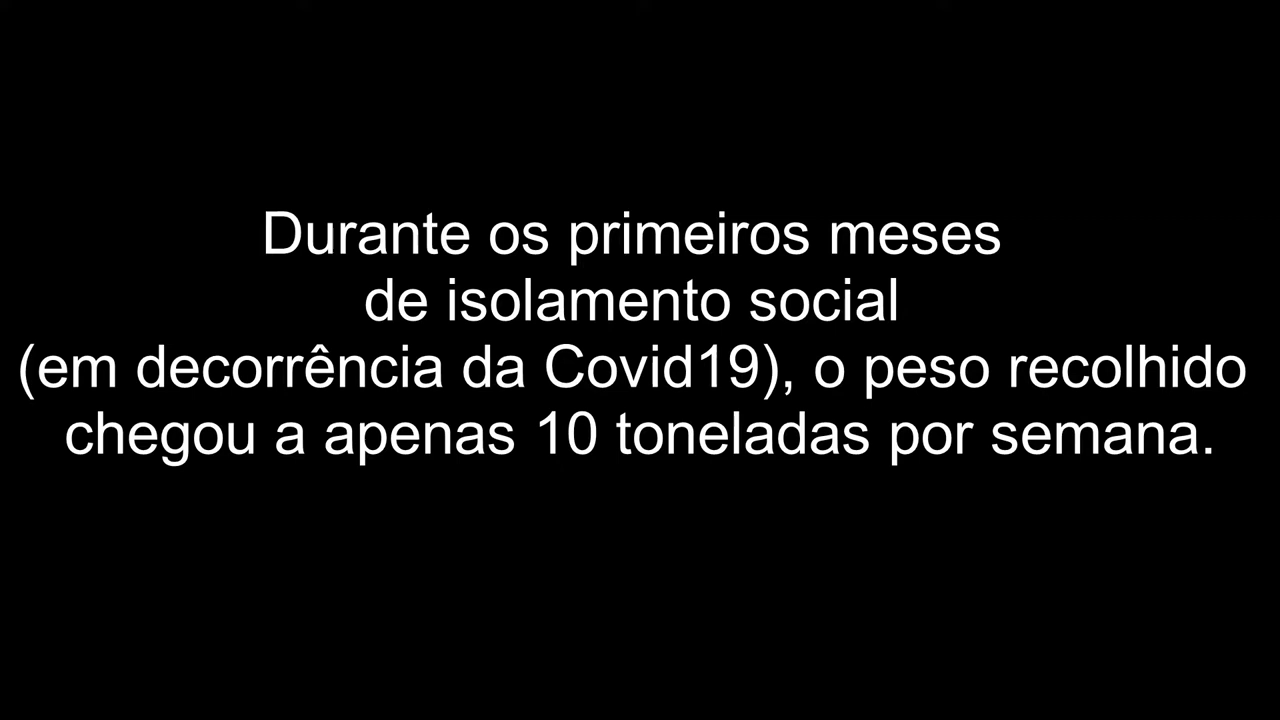 Durante os primeiros meses
de isolamento social
(em decorrência da Covid19), o peso recolhido
chegou a apenas 10 toneladas por semana.